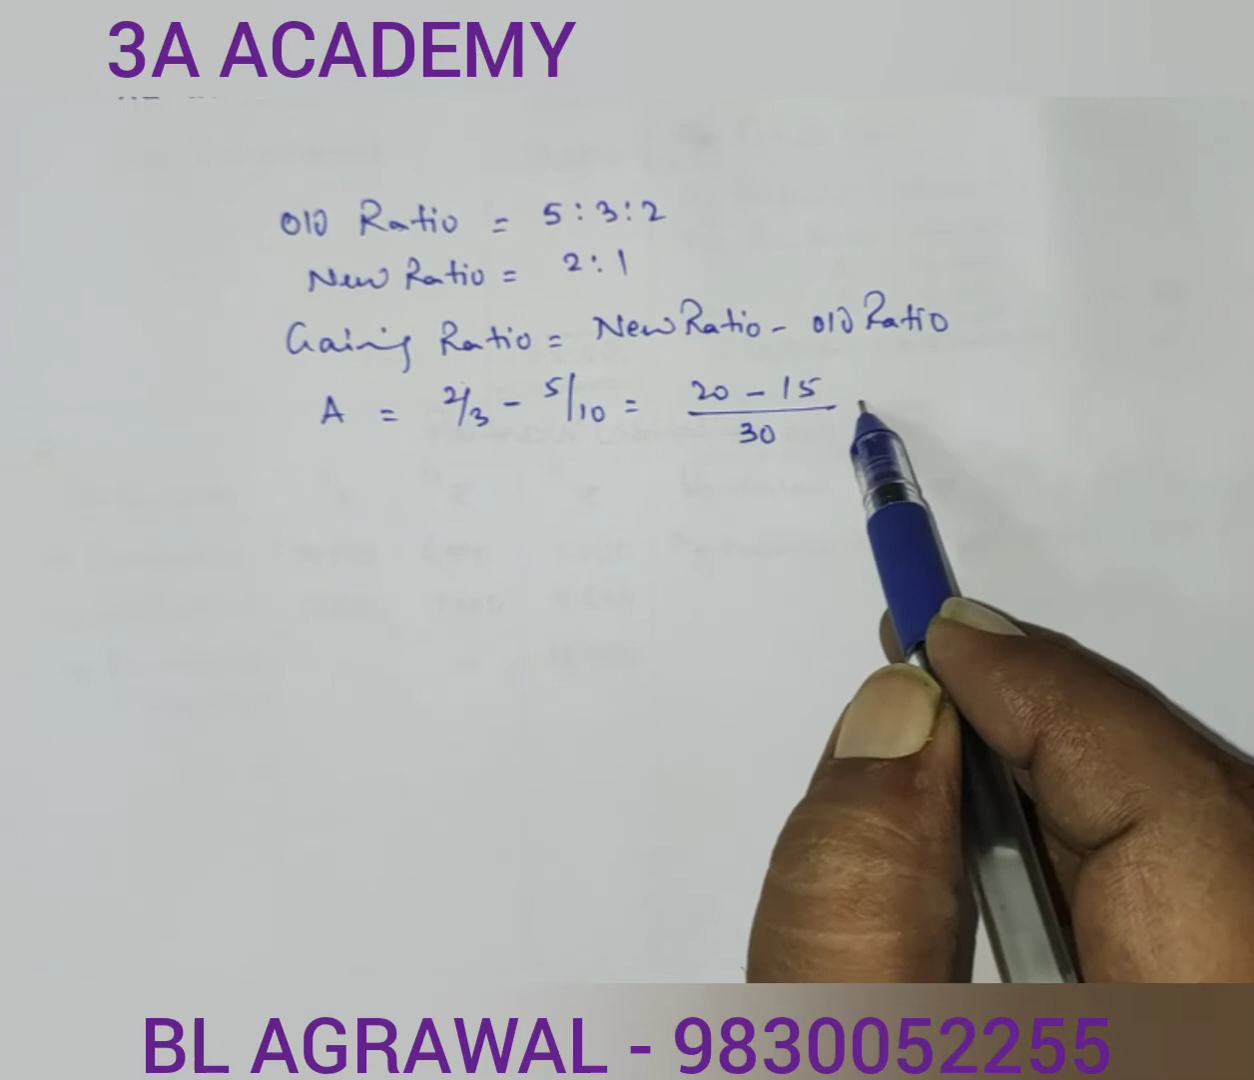 3A ACADEMY
Old Ratio = 5:3:2
New Ratio = 2:1
Gaining Ratio = New Ratio - Old Ratio
A = 2/3 - 5/10 = 20 - 15
30
BL AGRAWAL - 9830052255